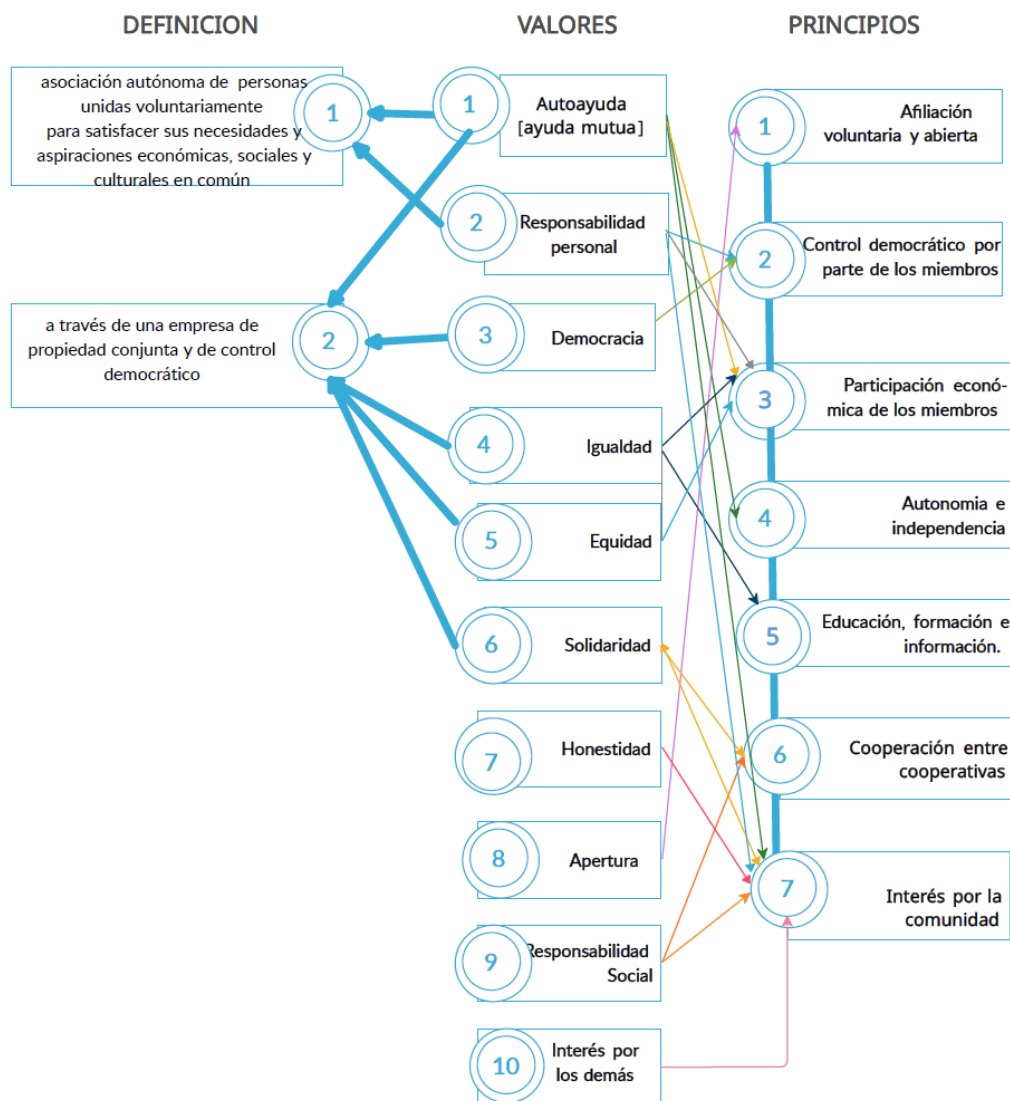 DEFINICION
VALORES
PRINCIPIOS
1
asociación autónoma de personas
unidas voluntariamente
para satisfacer sus necesidades y
aspiraciones económicas, sociales y
culturales en común
2
a través de una empresa de
propiedad conjunta y de control
democrático
1
Autoayuda
[ayuda mutua]
2
Responsabilidad
personal
3
Democracia
4
Igualdad
5
Equidad
6
Solidaridad
7
Honestidad
8
Apertura
9
Responsabilidad
Social
10
Interés por
los demás
1
Afiliación
voluntaria y abierta
2
Control democrático por
parte de los miembros
3
Participación econó-
mica de los miembros
4
Autonomia e
independencia
5
Educación, formación e
información.
6
Cooperación entre
cooperativas
7
Interés por la
comunidad